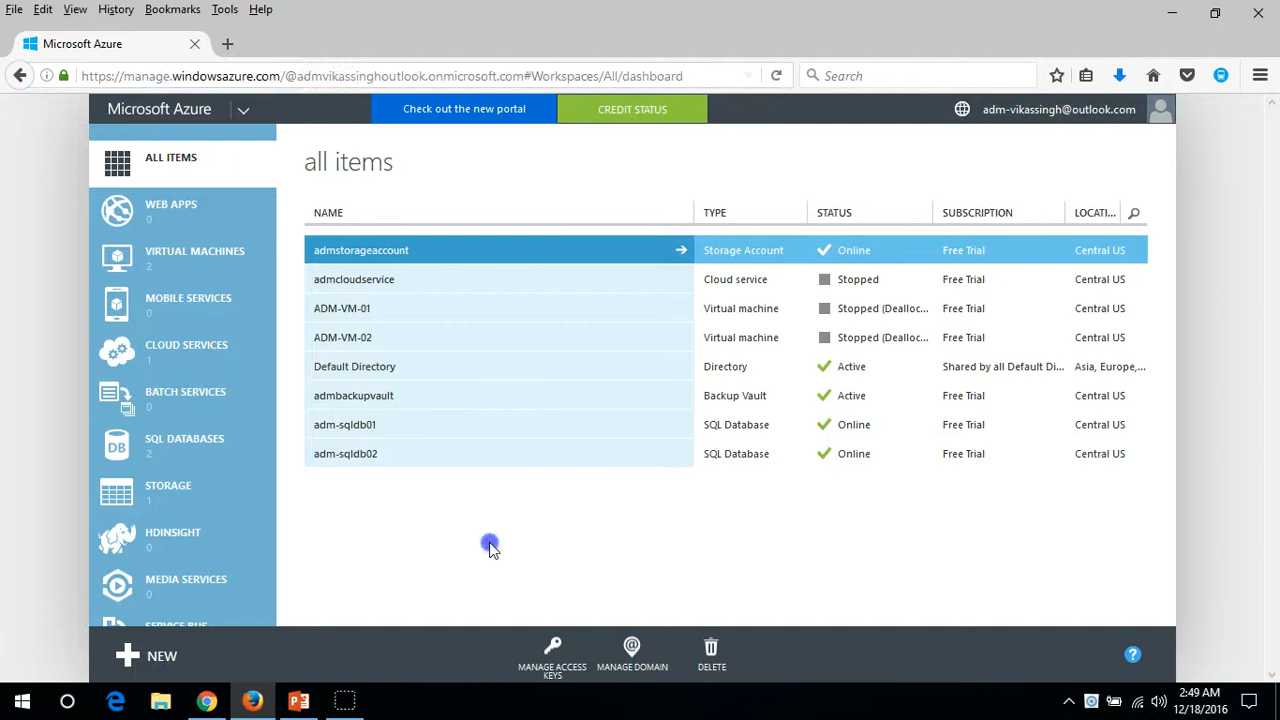 File Edit View History Bookmarks Tools Help
Microsoft Azure
https://manage.windowsazure.com/@admvikassinghoutlook.onmicrosoft.com#Workspaces/All/dashboard
Search
Microsoft Azure
Check out the new portal
CREDIT STATUS
adm-vikassingh@outlook.com
ALL ITEMS
WEB APPS
0
VIRTUAL MACHINES
2
MOBILE SERVICES
0
CLOUD SERVICES
1
BATCH SERVICES
0
SQL DATABASES
2
DB
STORAGE
1
HDINSIGHT
0
MEDIA SERVICES
0
SERVICE BUS
all items
NAME TYPE STATUS SUBSCRIPTION LOCATI...
admstorageaccount Storage Account Online Free Trial Central US
admcloudservice Cloud service Stopped Free Trial Central US
ADM-VM-01 Virtual machine Stopped (Dealloc... Free Trial Central US
ADM-VM-02 Virtual machine Stopped (Dealloc... Free Trial Central US
Default Directory Directory Active Shared by all Default Di... Asia, Europe,...
admbackupvault Backup Vault Active Free Trial Central US
adm-sqldb01 SQL Database Online Free Trial Central US
adm-sqldb02 SQL Database Online Free Trial Central US
NEW
MANAGE ACCESS
KEYS
MANAGE DOMAIN
DELETE
?
2:49 AM
12/18/2016